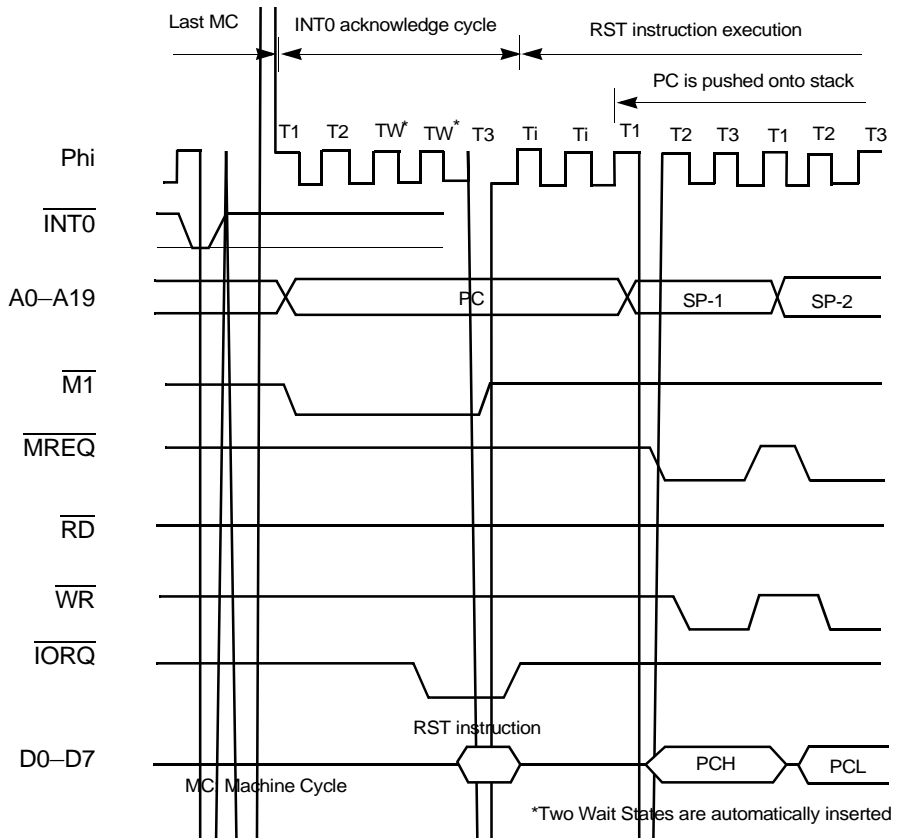 Last MC
INT0 acknowledge cycle
RST instruction execution
PC is pushed onto stack
T1 T2 TW* TW* T3 Ti Ti T1 T2 T3 T1 T2 T3
Phi
INT0
A0–A19 PC SP-1 SP-2
M1
MREQ
RD
WR
IORQ
RST instruction
D0–D7 PCH PCL
MC: Machine Cycle
*Two Wait States are automatically inserted